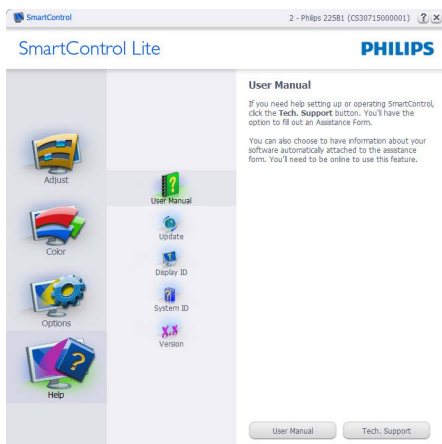 SmartControl
2 - Philips 225B1 (CS30715000001)
? X
SmartControl Lite
PHILIPS
Adjust
Color
Options
Help
User Manual
Update
Display ID
System ID
X.X
Version
User Manual
If you need help setting up or operating SmartControl,
click the Tech. Support button. You'll have the
option to fill out an Assistance Form.
You can also choose to have information about your
software automatically attached to the assistance
form. You'll need to be online to use this feature.
User Manual
Tech. Support